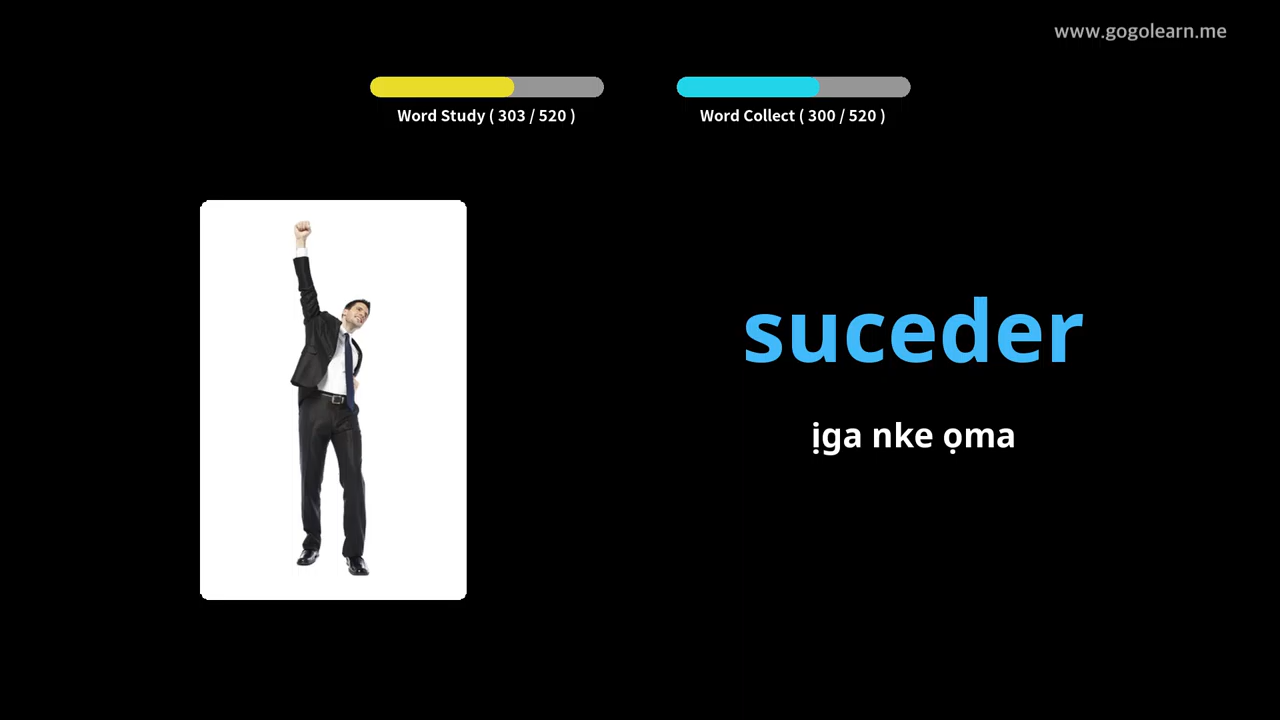 www.gogolearn.me
Word Study ( 303 / 520 )
Word Collect ( 300 / 520 )
suceder
ịga nke ọma